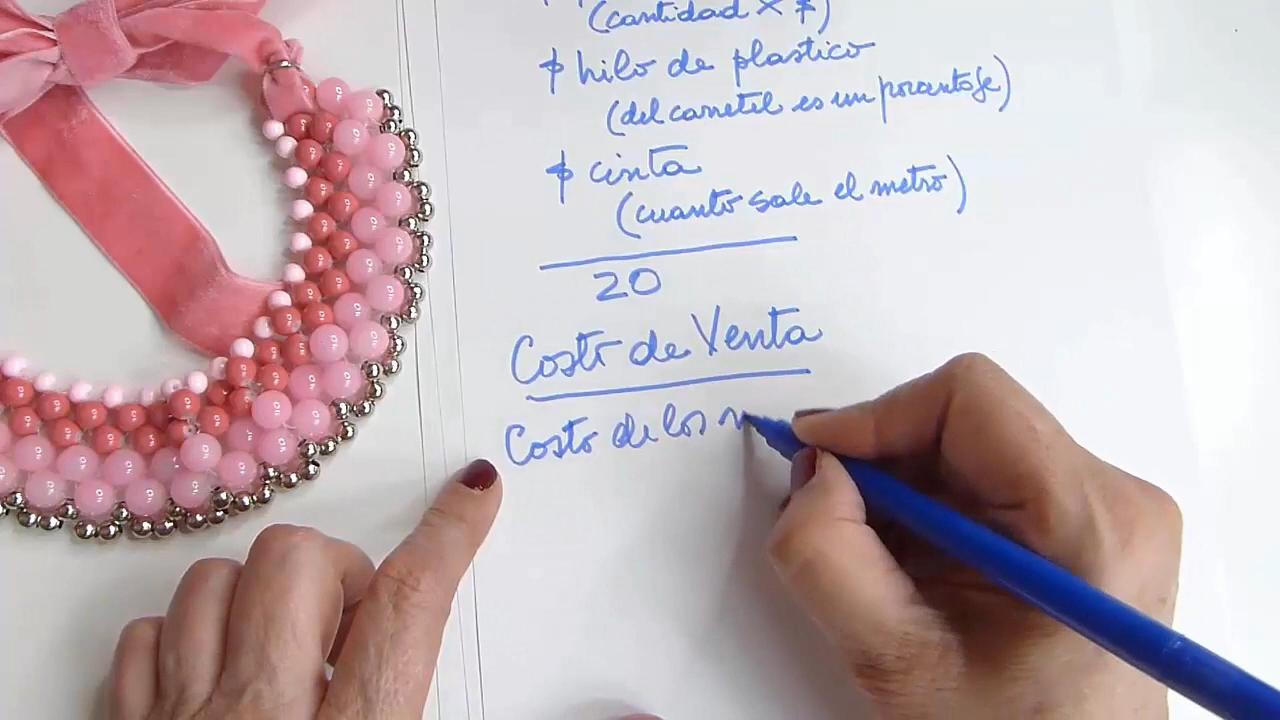 (cantidad x $)
$ hilo de plastico
(del carretel es un porcentaje)
$ cinta
(cuanto sale el metro)
20
Costo de Venta
Costo de los